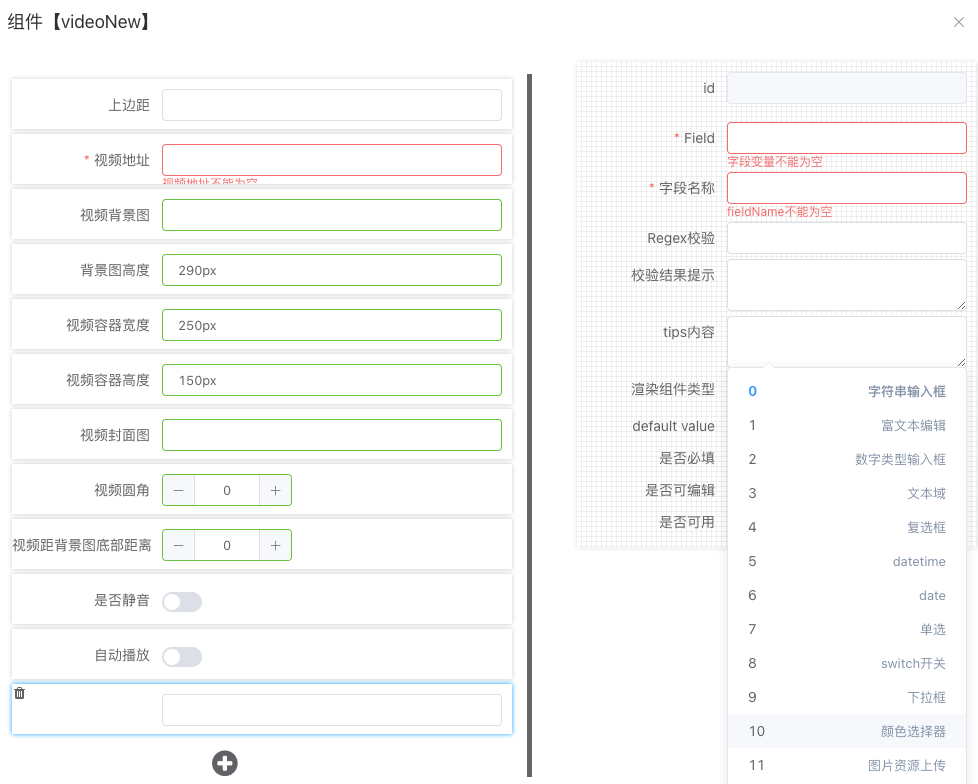 组件【videoNew】
上边距
* 视频地址
视频地址不能为空
视频背景图
背景图高度 290px
视频容器宽度 250px
视频容器高度 150px
视频封面图
视频圆角 0
视频距背景图底部距离 0
是否静音
自动播放
id
* Field
字段变量不能为空
* 字段名称
fieldName不能为空
Regex校验
校验结果提示
tips内容
渲染组件类型
default value
是否必填
是否可编辑
是否可用
0 字符串输入框
1 富文本编辑
2 数字类型输入框
3 文本域
4 复选框
5 datetime
6 date
7 单选
8 switch开关
9 下拉框
10 颜色选择器
11 图片资源上传